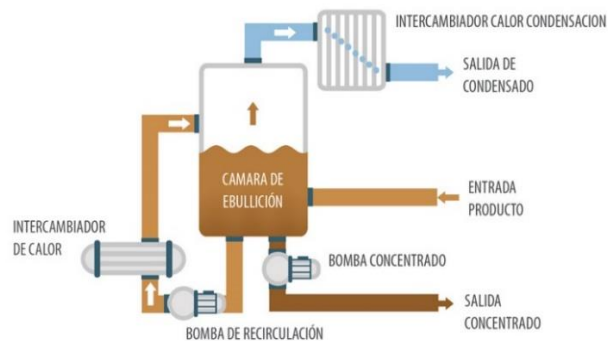 INTERCAMBIADOR CALOR CONDENSACION
SALIDA DE
CONDENSADO
CAMARA DE
EBULLICIÓN
ENTRADA
PRODUCTO
INTERCAMBIADOR
DE CALOR
BOMBA CONCENTRADO
SALIDA
CONCENTRADO
BOMBA DE RECIRCULACIÓN